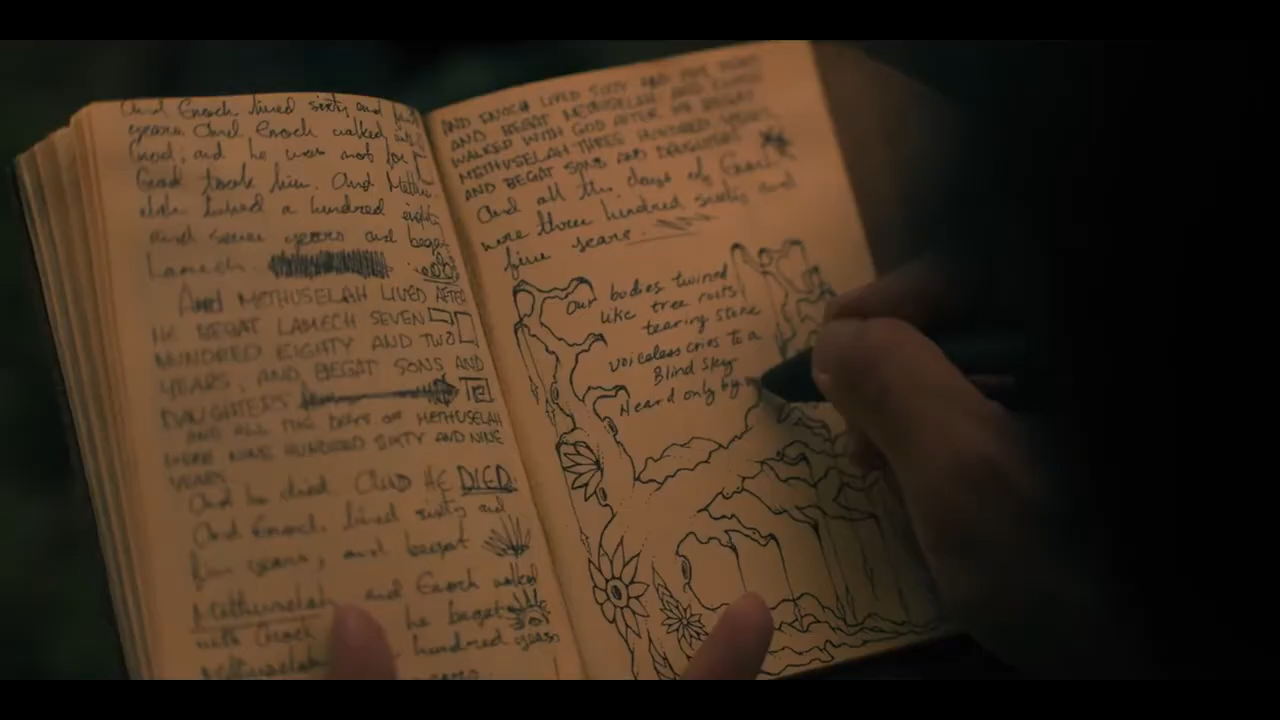 And Enoch lived sixty and five
years. And Enoch walked with
God, and he was not for
God took him. And Methu
selah lived a hundred eighty
and seven years and begat
Lamech.
And METHUSELAH LIVED AFTER
HE BEGAT LAMECH SEVEN
HUNDRED EIGHTY AND TWO
YEARS, AND BEGAT SONS AND
DAUGHTERS
AND ALL THE DAYS OF METHUSELAH
WERE NINE HUNDRED SIXTY AND NINE
YEARS
And he died. AND HE DIED.
And Enoch lived sixty and
five years, and begat
Methuselah and Enoch walked
with he begat
Methuselah hundred years
years.
AND ENOCH LIVED SIXTY AND FIVE YEARS
AND BEGAT METHUSELAH AND ENOCH
WALKED WITH GOD AFTER HE BEGAT
METHUSELAH THREE HUNDRED YEARS
AND BEGAT SONS AND DAUGHTERS
And all the days of Enoch
were three hundred sixty and
five years.
Our bodies twined
like tree roots
tearing stone
voiceless cries to a
Blind sky
Heard only by